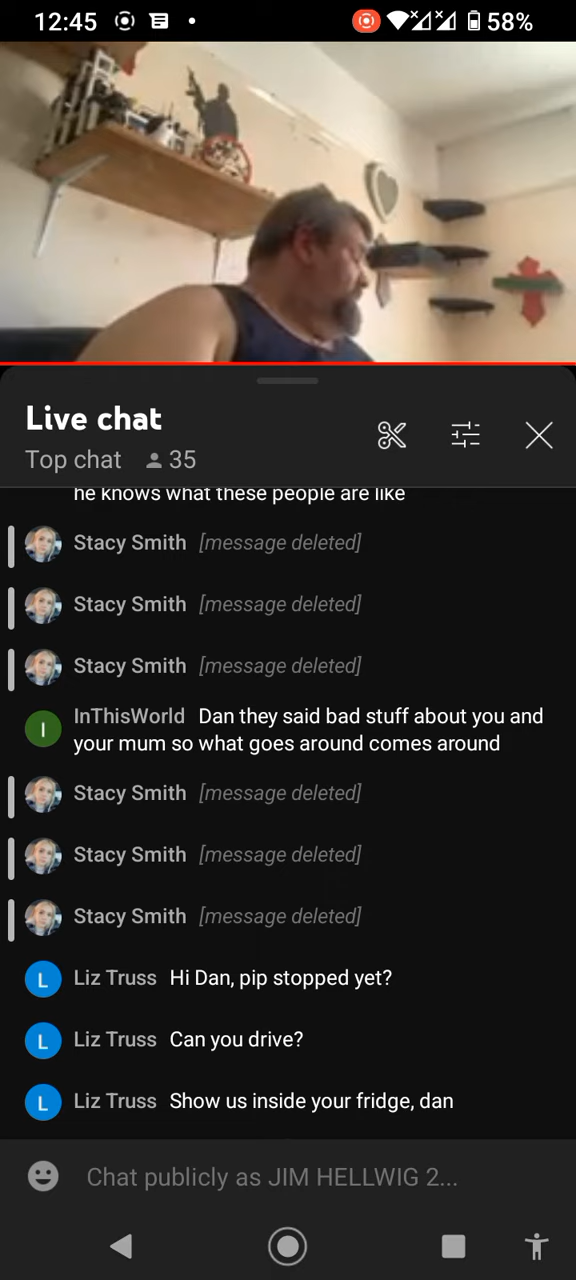 12:45
58%
Live chat
Top chat 35
he knows what these people are like
Stacy Smith [message deleted]
Stacy Smith [message deleted]
Stacy Smith [message deleted]
I
InThisWorld Dan they said bad stuff about you and
your mum so what goes around comes around
Stacy Smith [message deleted]
Stacy Smith [message deleted]
Stacy Smith [message deleted]
L
Liz Truss Hi Dan, pip stopped yet?
L
Liz Truss Can you drive?
L
Liz Truss Show us inside your fridge, dan
Chat publicly as JIM HELLWIG 2...